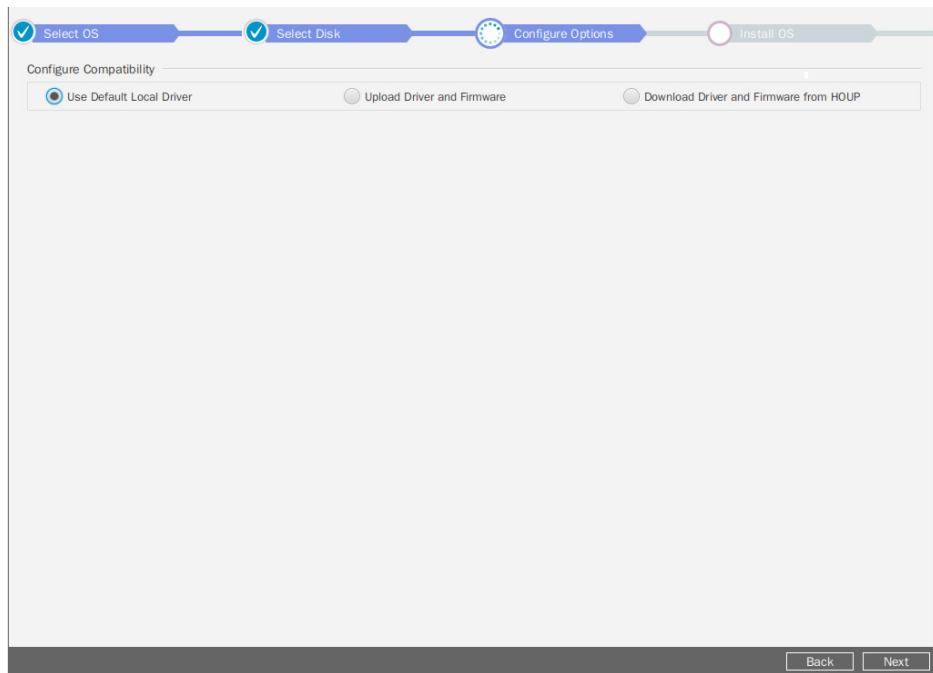 Select OS
Select Disk
Configure Options
Install OS
Configure Compatibility
Use Default Local Driver
Upload Driver and Firmware
Download Driver and Firmware from HOUP
Back
Next